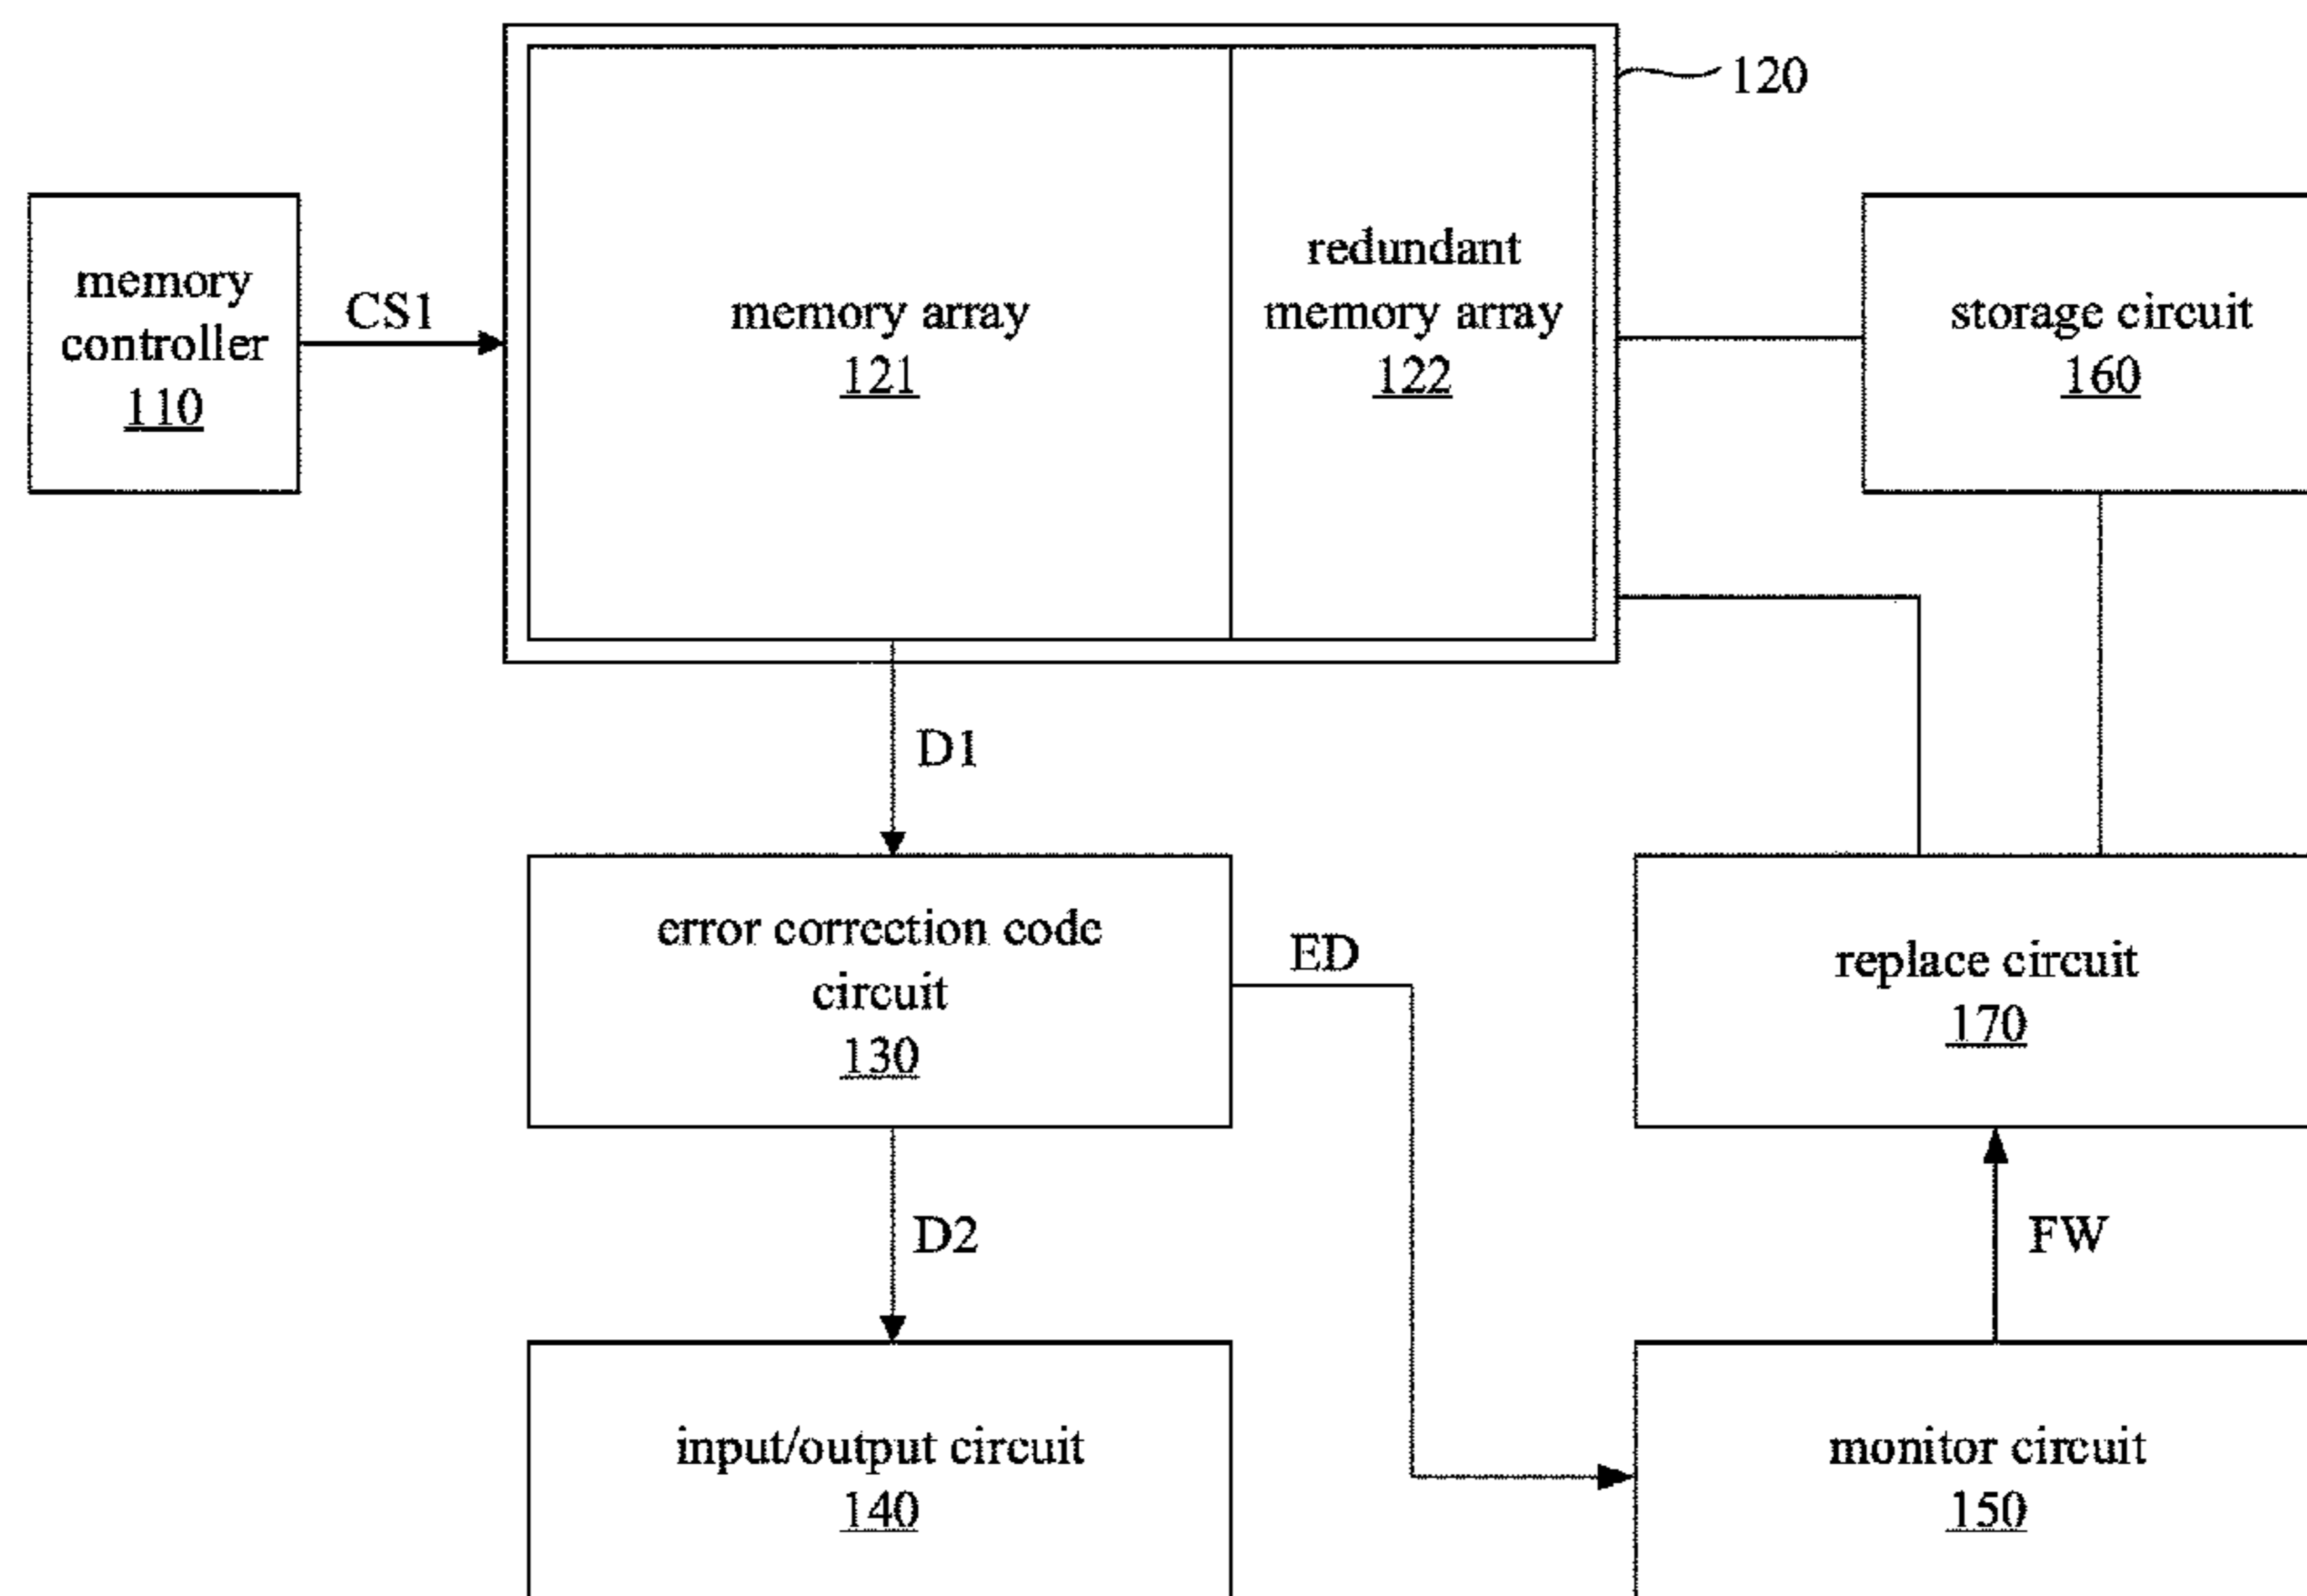 120
memory
controller
110
CS1
memory array
121
redundant
memory array
122
storage circuit
160
D1
error correction code
circuit
130
ED
replace circuit
170
D2
FW
input/output circuit
140
monitor circuit
150